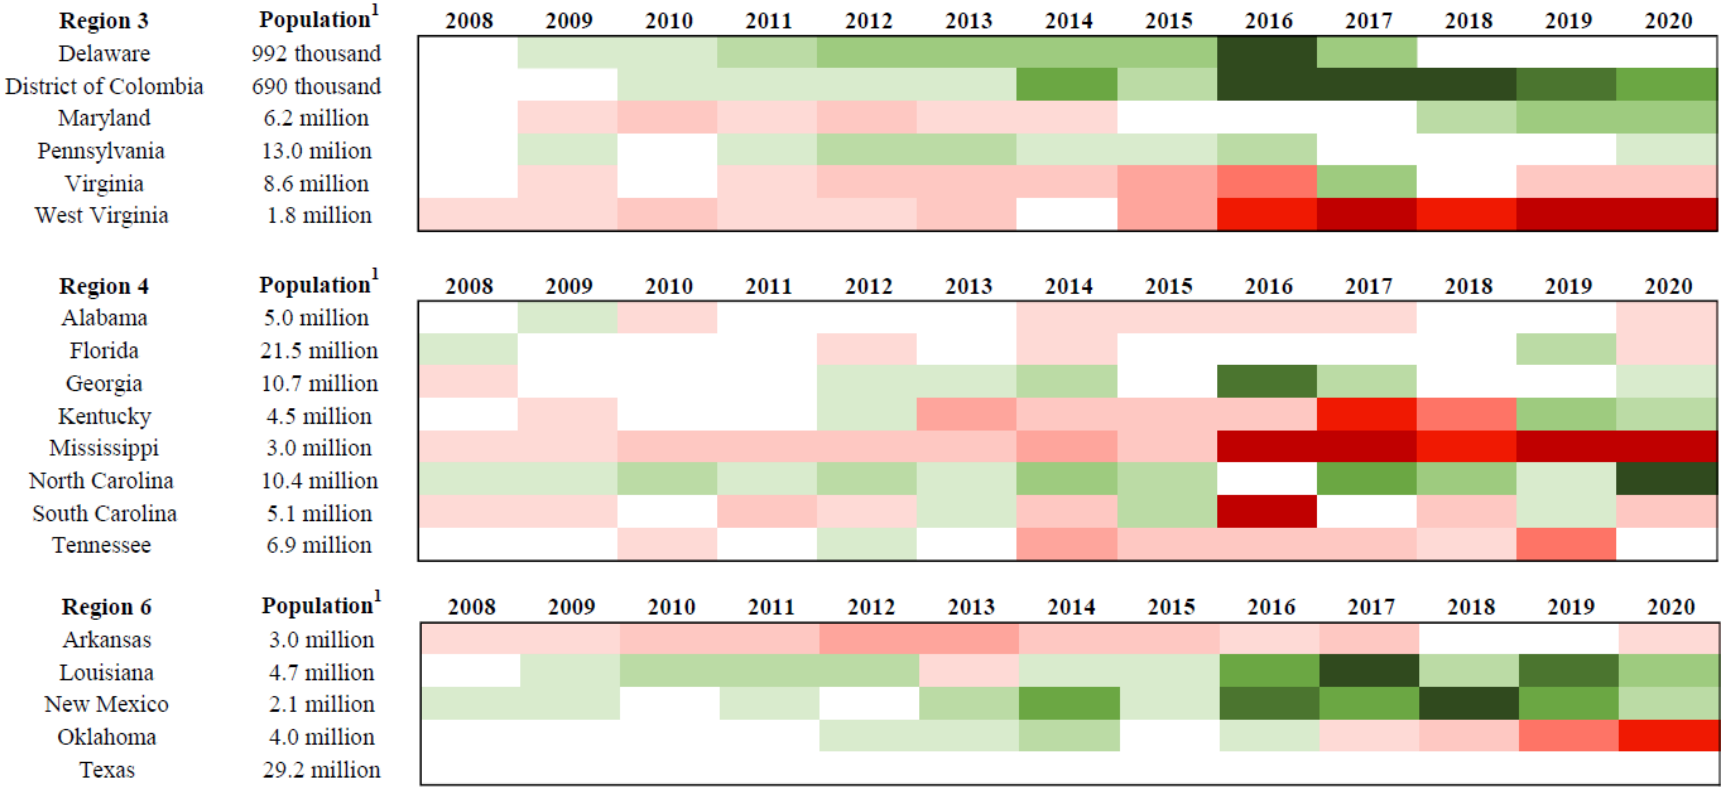 Region 3 Population1 2008 2009 2010 2011 2012 2013 2014 2015 2016 2017 2018 2019 2020
Delaware 992 thousand
District of Colombia 690 thousand
Maryland 6.2 million
Pennsylvania 13.0 milion
Virginia 8.6 million
West Virginia 1.8 million
Region 4 Population1 2008 2009 2010 2011 2012 2013 2014 2015 2016 2017 2018 2019 2020
Alabama 5.0 million
Florida 21.5 million
Georgia 10.7 million
Kentucky 4.5 million
Mississippi 3.0 million
North Carolina 10.4 million
South Carolina 5.1 million
Tennessee 6.9 million
Region 6 Population1 2008 2009 2010 2011 2012 2013 2014 2015 2016 2017 2018 2019 2020
Arkansas 3.0 million
Louisiana 4.7 million
New Mexico 2.1 million
Oklahoma 4.0 million
Texas 29.2 million